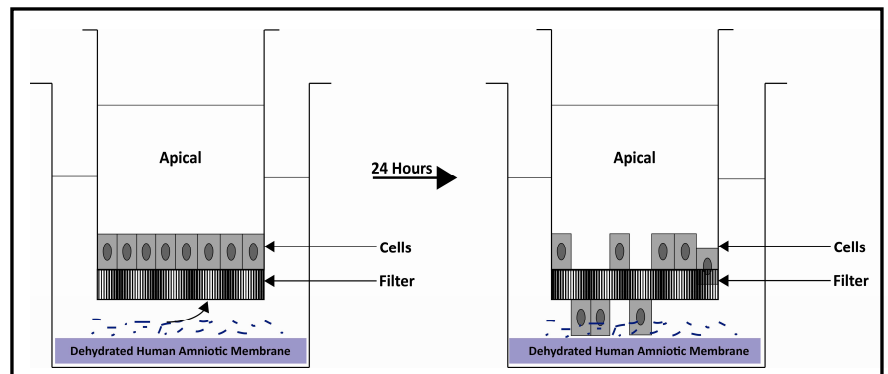 Apical
Cells
Filter
Dehydrated Human Amniotic Membrane
24 Hours
Apical
Cells
Filter
Dehydrated Human Amniotic Membrane